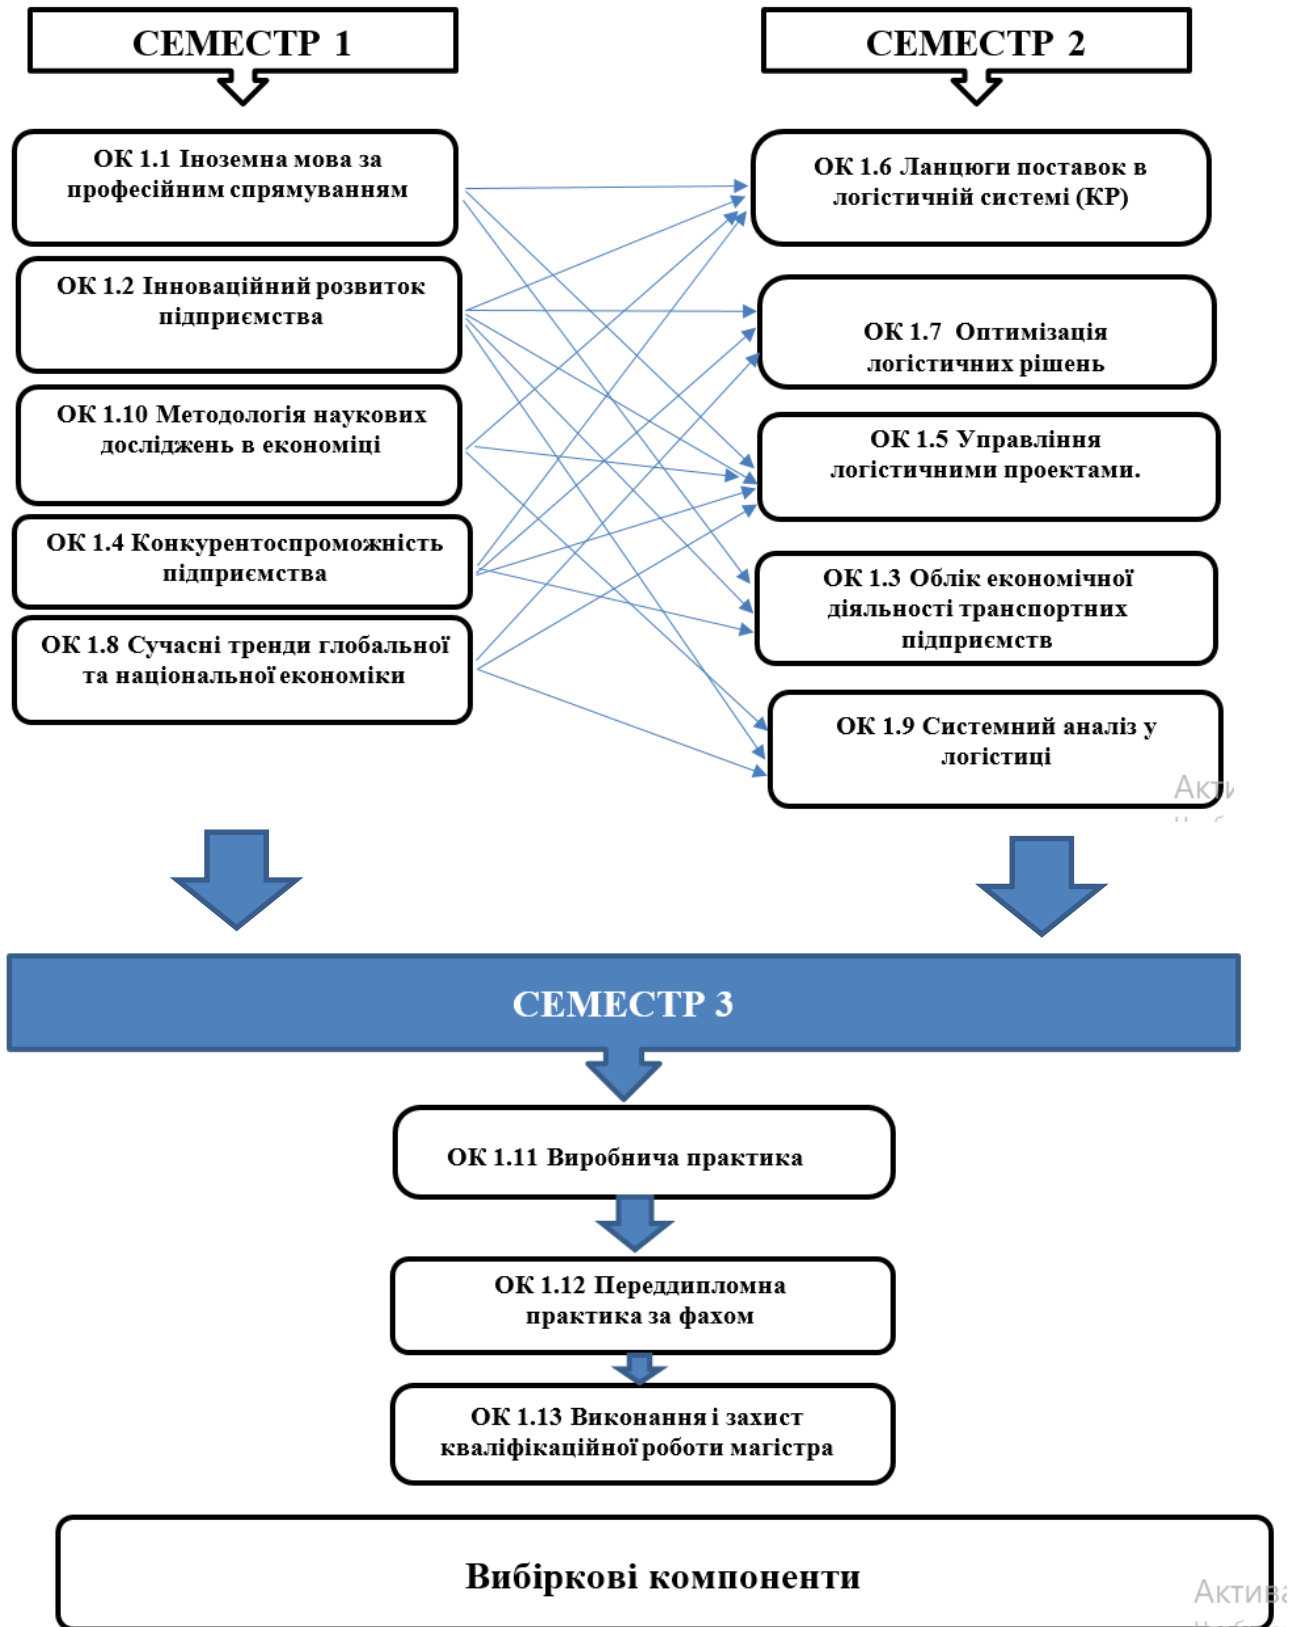 СЕМЕСТР 1
СЕМЕСТР 2
ОК 1.1 Іноземна мова за
професійним спрямуванням
ОК 1.2 Інноваційний розвиток
підприємства
ОК 1.10 Методологія наукових
досліджень в економіці
ОК 1.4 Конкурентоспроможність
підприємства
ОК 1.8 Сучасні тренди глобальної
та національної економіки
ОК 1.6 Ланцюги поставок в
логістичній системі (КР)
ОК 1.7 Оптимізація
логістичних рішень
ОК 1.5 Управління
логістичними проектами.
ОК 1.3 Облік економічної
діяльності транспортних
підприємств
ОК 1.9 Системний аналіз у
логістиці
СЕМЕСТР 3
ОК 1.11 Виробнича практика
ОК 1.12 Переддипломна
практика за фахом
ОК 1.13 Виконання і захист
кваліфікаційної роботи магістра
Вибіркові компоненти